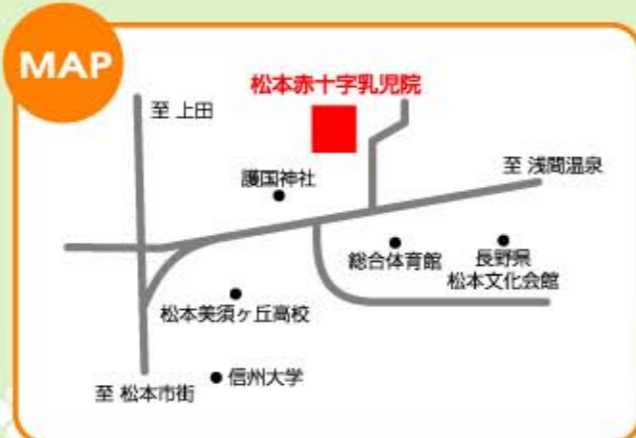 MAP
松本赤十字乳児院
至 上田
至 浅間温泉
護国神社
総合体育館
長野県
松本文化会館
松本美須ヶ丘高校
信州大学
至 松本市街